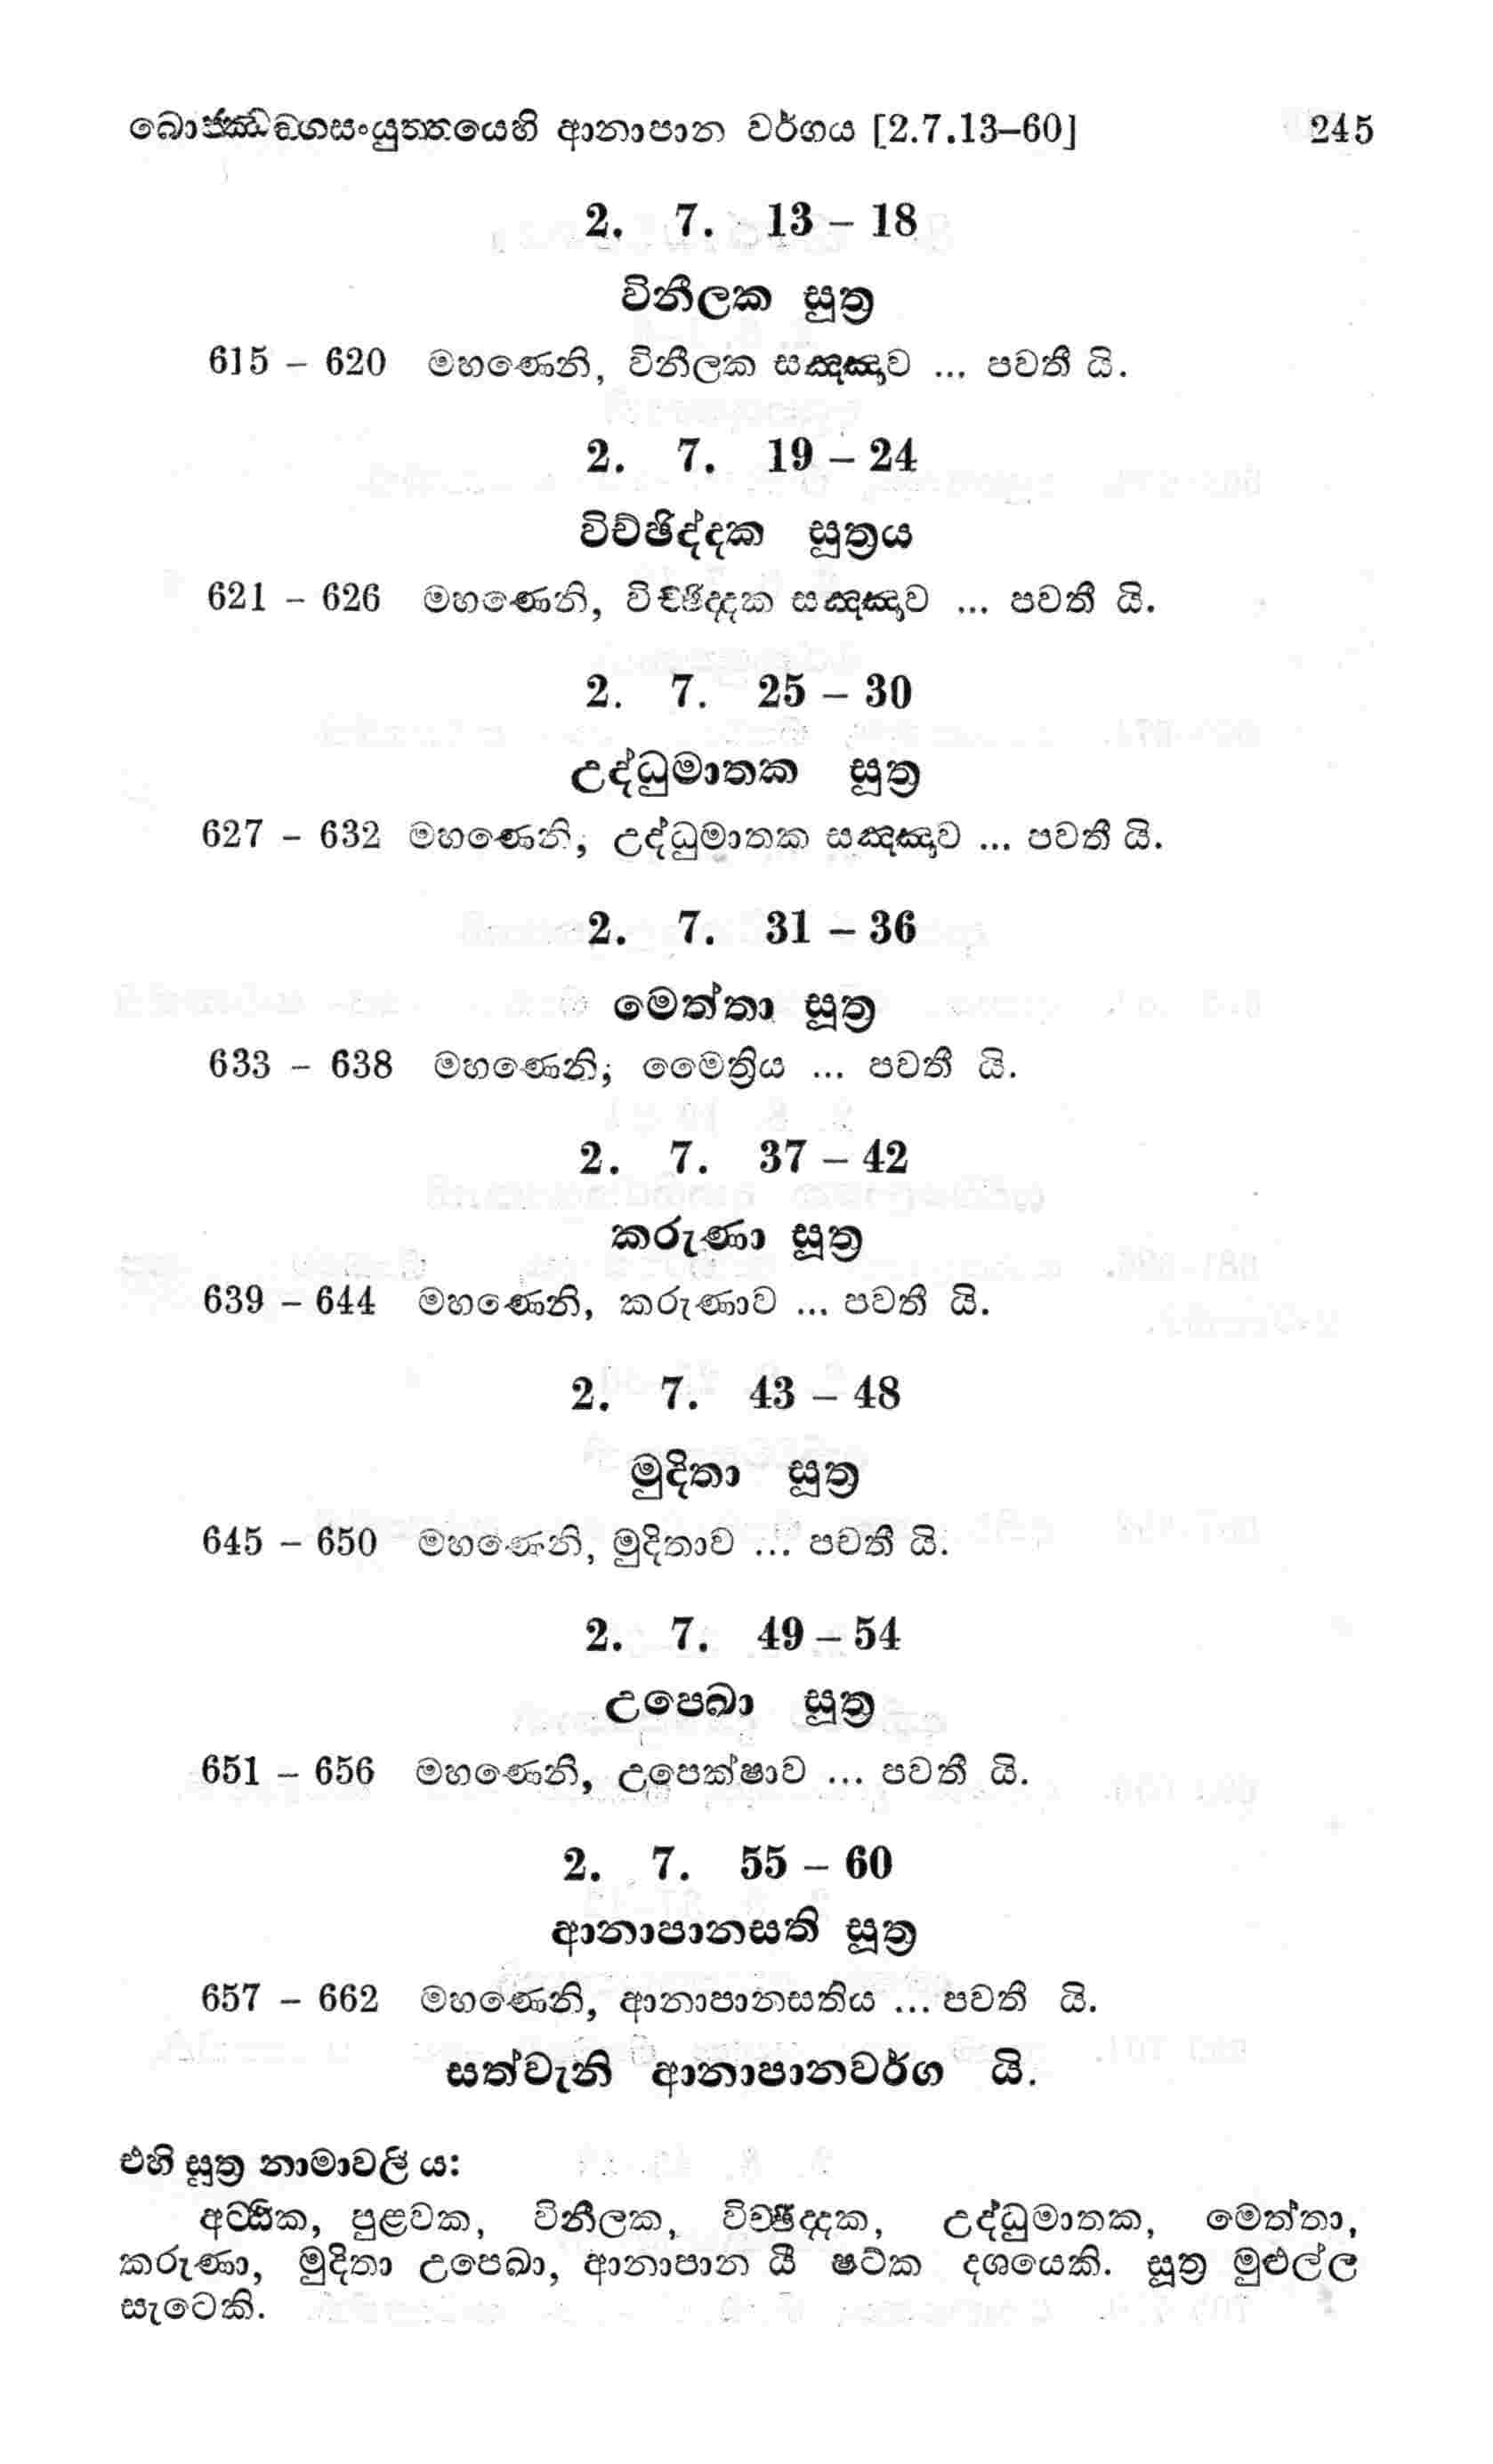 බොජ්ඣඞ්ගසංයුත්තයෙහි ආනාපාන වර්ගය [2.7.13–60] 245
2. 7. 13 – 18
විනීලක සූත්‍ර
615 – 620 මහණෙනි, විනීලක සඤ්ඤාව ... පවතී යි.
2. 7. 19 – 24
විච්ඡිද්දක සූත්‍රය
621 – 626 මහණෙනි, විච්ඡිද්දක සඤ්ඤාව ... පවතී යි.
2. 7. 25 – 30
උද්ධුමාතක සූත්‍ර
627 – 632 මහණෙනි, උද්ධුමාතක සඤ්ඤාව ... පවතී යි.
2. 7. 31 – 36
මෙත්තා සූත්‍ර
633 – 638 මහණෙනි, මෛත්‍රිය ... පවතී යි.
2. 7. 37 – 42
කරුණා සූත්‍ර
639 – 644 මහණෙනි, කරුණාව ... පවතී යි.
2. 7. 43 – 48
මුදිතා සූත්‍ර
645 – 650 මහණෙනි, මුදිතාව ... පවතී යි.
2. 7. 49 – 54
උපෙඛා සූත්‍ර
651 – 656 මහණෙනි, උපෙක්ෂාව ... පවතී යි.
2. 7. 55 – 60
ආනාපානසති සූත්‍ර
657 – 662 මහණෙනි, ආනාපානසතිය ... පවතී යි.
සත්වැනි ආනාපානවර්ග යි.
එහි සූත්‍ර නාමාවලි ය:
අට්ඨික, පුළවක, විනීලක, විච්ඡිද්දක, උද්ධුමාතක, මෙත්තා,
කරුණා, මුදිතා උපෙඛා, ආනාපාන යී ෂට්ක දශයෙකි. සූත්‍ර මුළුල්ල
සැටෙකි.